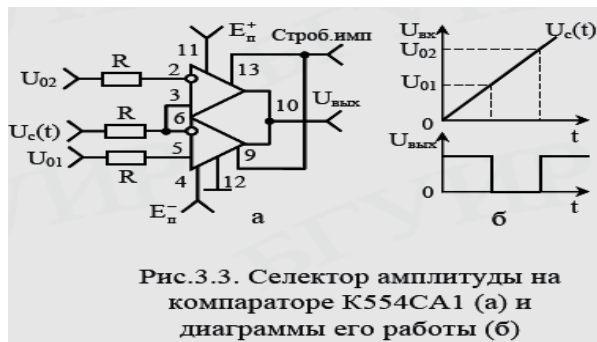 E⁺п
Строб.имп
11
U₀₂
R
2
13
3
10
Uвых
Uc(t)
R
6
U₀₁
R
5
9
4
12
E⁻п
а
Uвх
Uc(t)
U₀₂
U₀₁
0
t
Uвых
0
t
б
Рис.3.3. Селектор амплитуды на
компараторе К554СА1 (а) и
диаграммы его работы (б)